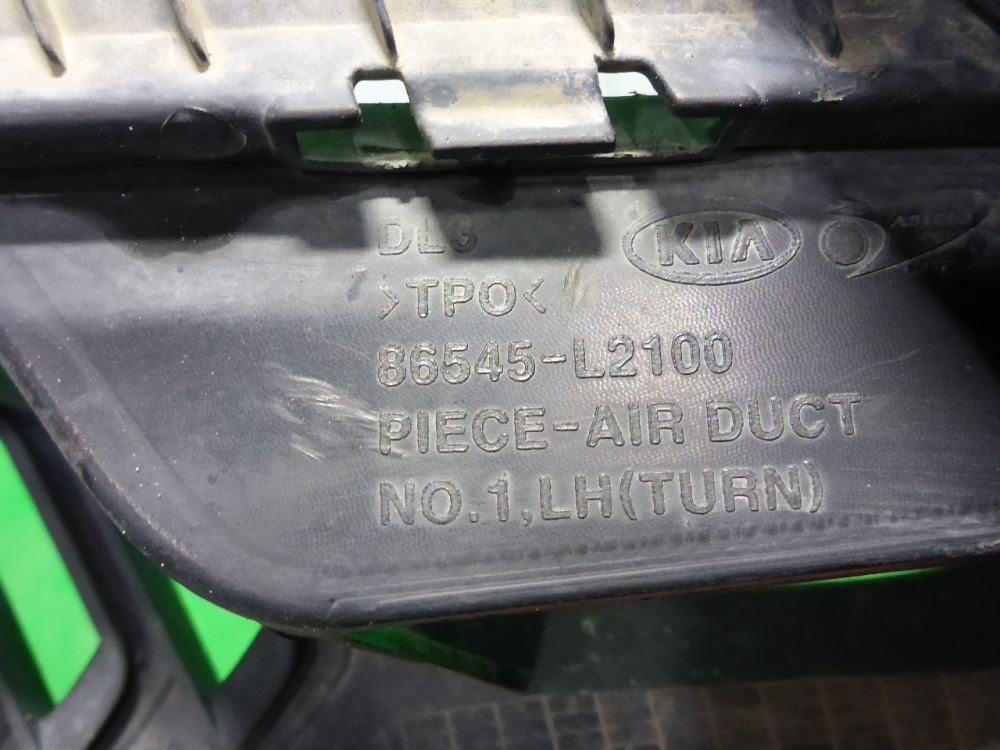 DL3
KIA
>TPO<
86545-L2100
PIECE-AIR DUCT
NO.1,LH(TURN)